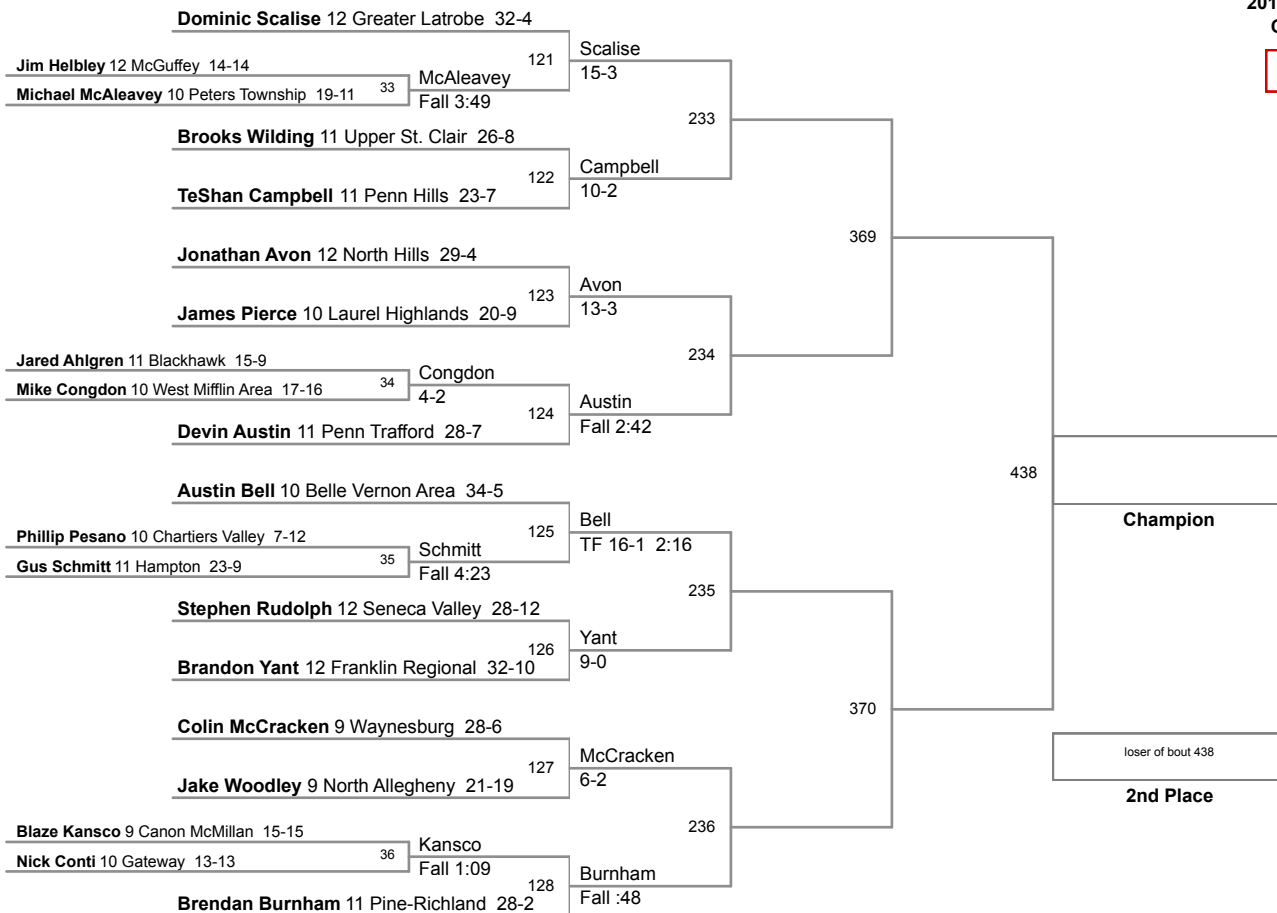 201
Dominic Scalise 12 Greater Latrobe 32-4
121
Scalise
15-3
Jim Helbley 12 McGuffey 14-14
33
McAleavey
Fall 3:49
Michael McAleavey 10 Peters Township 19-11
233
Brooks Wilding 11 Upper St. Clair 26-8
122
Campbell
10-2
TeShan Campbell 11 Penn Hills 23-7
369
Jonathan Avon 12 North Hills 29-4
123
Avon
13-3
James Pierce 10 Laurel Highlands 20-9
234
Jared Ahlgren 11 Blackhawk 15-9
34
Congdon
4-2
Mike Congdon 10 West Mifflin Area 17-16
124
Austin
Fall 2:42
Devin Austin 11 Penn Trafford 28-7
438
Champion
Austin Bell 10 Belle Vernon Area 34-5
125
Bell
TF 16-1 2:16
Phillip Pesano 10 Chartiers Valley 7-12
35
Schmitt
Fall 4:23
Gus Schmitt 11 Hampton 23-9
235
Stephen Rudolph 12 Seneca Valley 28-12
126
Yant
9-0
Brandon Yant 12 Franklin Regional 32-10
370
Colin McCracken 9 Waynesburg 28-6
127
McCracken
6-2
Jake Woodley 9 North Allegheny 21-19
loser of bout 438
2nd Place
236
Blaze Kansco 9 Canon McMillan 15-15
36
Kansco
Fall 1:09
Nick Conti 10 Gateway 13-13
128
Burnham
Fall :48
Brendan Burnham 11 Pine-Richland 28-2